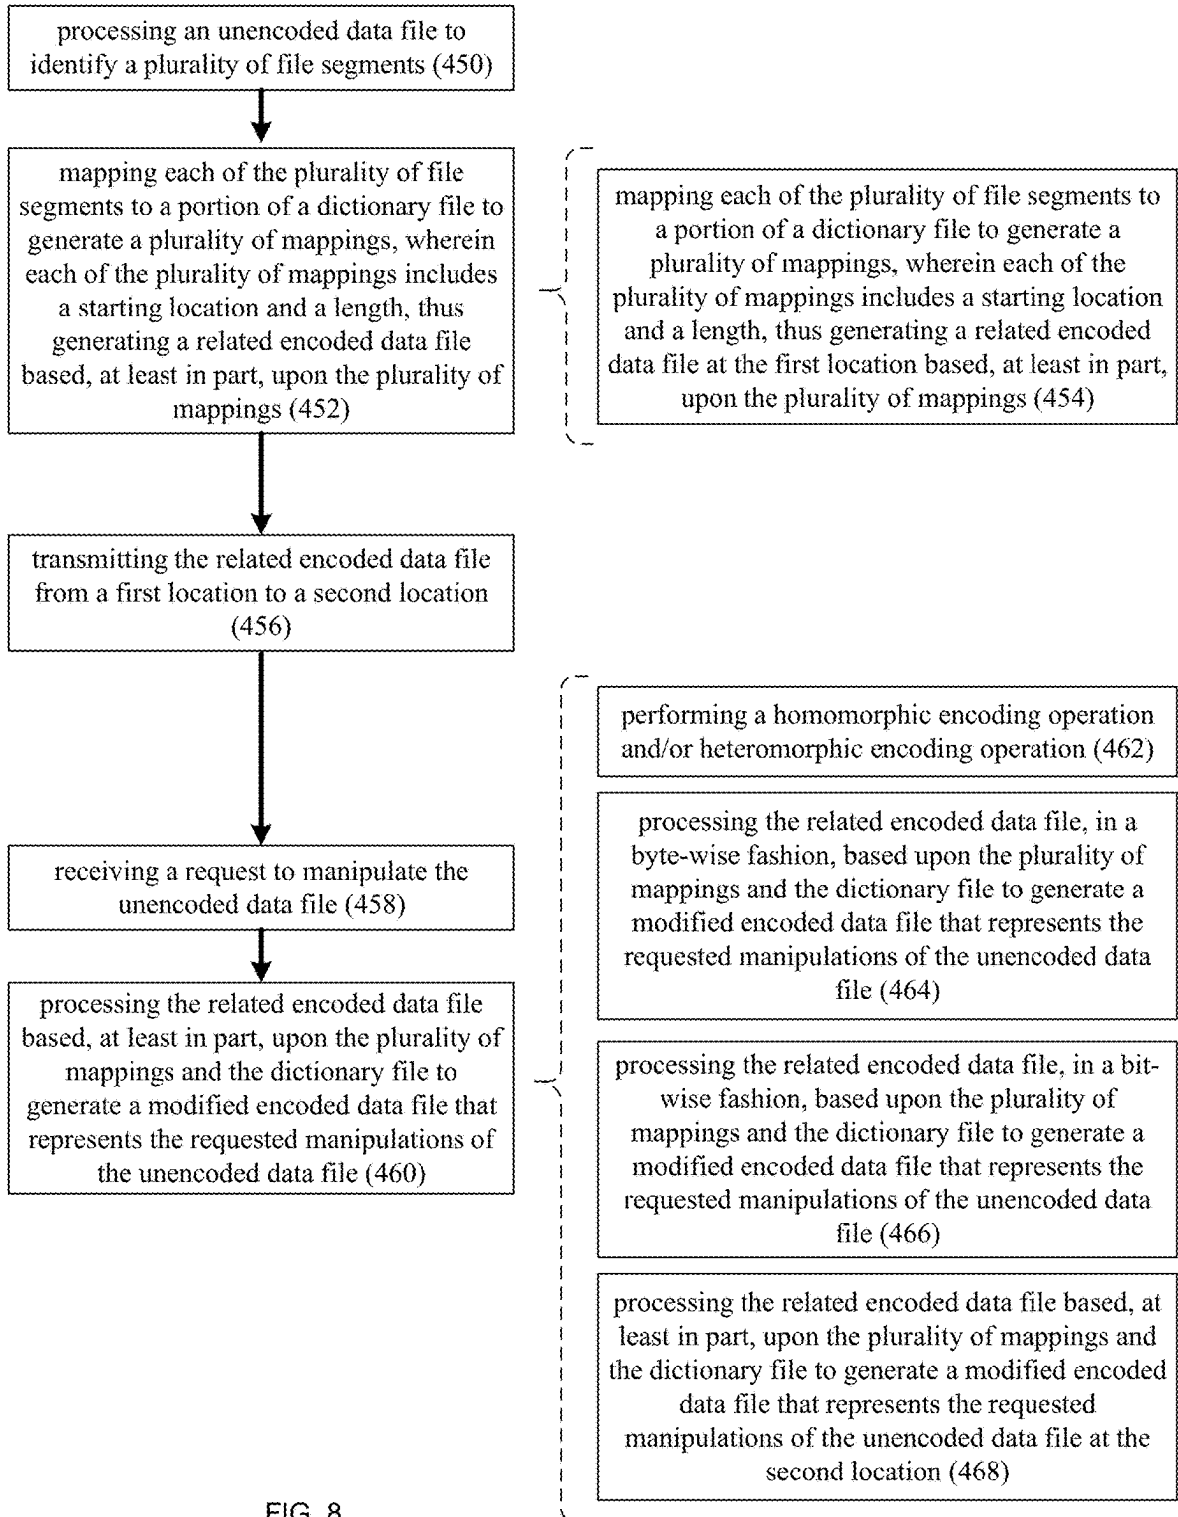 processing an unencoded data file to
identify a plurality of file segments (450)
mapping each of the plurality of file
segments to a portion of a dictionary file to
generate a plurality of mappings, wherein
each of the plurality of mappings includes
a starting location and a length, thus
generating a related encoded data file
based, at least in part, upon the plurality of
mappings (452)
mapping each of the plurality of file segments to
a portion of a dictionary file to generate a
plurality of mappings, wherein each of the
plurality of mappings includes a starting location
and a length, thus generating a related encoded
data file at the first location based, at least in part,
upon the plurality of mappings (454)
transmitting the related encoded data file
from a first location to a second location
(456)
receiving a request to manipulate the
unencoded data file (458)
processing the related encoded data file
based, at least in part, upon the plurality of
mappings and the dictionary file to
generate a modified encoded data file that
represents the requested manipulations of
the unencoded data file (460)
performing a homomorphic encoding operation
and/or heteromorphic encoding operation (462)
processing the related encoded data file, in a
byte-wise fashion, based upon the plurality of
mappings and the dictionary file to generate a
modified encoded data file that represents the
requested manipulations of the unencoded data
file (464)
processing the related encoded data file, in a bit-
wise fashion, based upon the plurality of
mappings and the dictionary file to generate a
modified encoded data file that represents the
requested manipulations of the unencoded data
file (466)
processing the related encoded data file based, at
least in part, upon the plurality of mappings and
the dictionary file to generate a modified encoded
data file that represents the requested
manipulations of the unencoded data file at the
second location (468)
FIG. 8